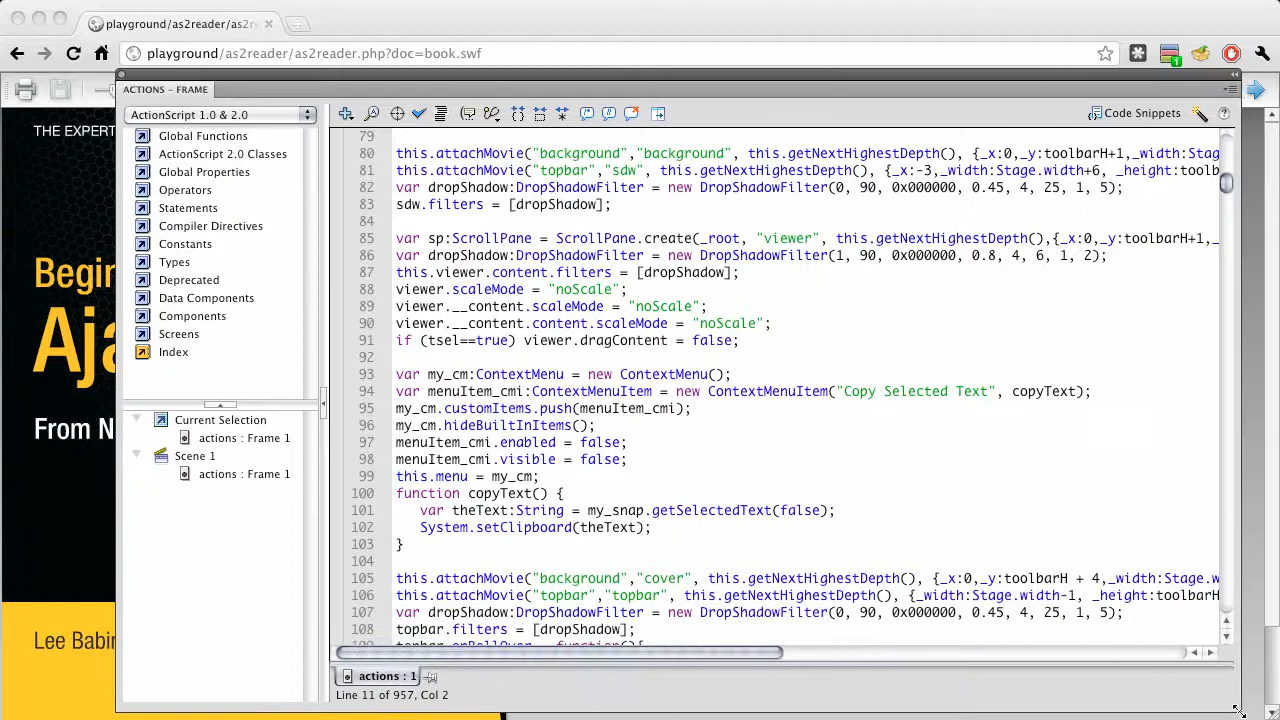 playground/as2reader/as2re
playground/as2reader/as2reader.php?doc=book.swf
1
ACTIONS – FRAME
ActionScript 1.0 & 2.0
Code Snippets
THE EXPERT
Begin
Aja
From N
Lee Babin
Global Functions
ActionScript 2.0 Classes
Global Properties
Operators
Statements
Compiler Directives
Constants
Types
Deprecated
Data Components
Components
Screens
Index
Current Selection
actions : Frame 1
Scene 1
actions : Frame 1
79
80 this.attachMovie("background","background", this.getNextHighestDepth(), {_x:0,_y:toolbarH+1,_width:Stage
81 this.attachMovie("topbar","sdw", this.getNextHighestDepth(), {_x:-3,_width:Stage.width+6, _height:toolb
82 var dropShadow:DropShadowFilter = new DropShadowFilter(0, 90, 0x000000, 0.45, 4, 25, 1, 5);
83 sdw.filters = [dropShadow];
84
85 var sp:ScrollPane = ScrollPane.create(_root, "viewer", this.getNextHighestDepth(),{_x:0,_y:toolbarH+1,_
86 var dropShadow:DropShadowFilter = new DropShadowFilter(1, 90, 0x000000, 0.8, 4, 6, 1, 2);
87 this.viewer.content.filters = [dropShadow];
88 viewer.scaleMode = "noScale";
89 viewer.__content.scaleMode = "noScale";
90 viewer.__content.content.scaleMode = "noScale";
91 if (tsel==true) viewer.dragContent = false;
92
93 var my_cm:ContextMenu = new ContextMenu();
94 var menuItem_cmi:ContextMenuItem = new ContextMenuItem("Copy Selected Text", copyText);
95 my_cm.customItems.push(menuItem_cmi);
96 my_cm.hideBuiltInItems();
97 menuItem_cmi.enabled = false;
98 menuItem_cmi.visible = false;
99 this.menu = my_cm;
100 function copyText() {
101 var theText:String = my_snap.getSelectedText(false);
102 System.setClipboard(theText);
103 }
104
105 this.attachMovie("background","cover", this.getNextHighestDepth(), {_x:0,_y:toolbarH + 4,_width:Stage.w
106 this.attachMovie("topbar","topbar", this.getNextHighestDepth(), {_width:Stage.width-1, _height:toolbarH
107 var dropShadow:DropShadowFilter = new DropShadowFilter(0, 90, 0x000000, 0.45, 4, 25, 1, 5);
108 topbar.filters = [dropShadow];
actions : 1
Line 11 of 957, Col 2